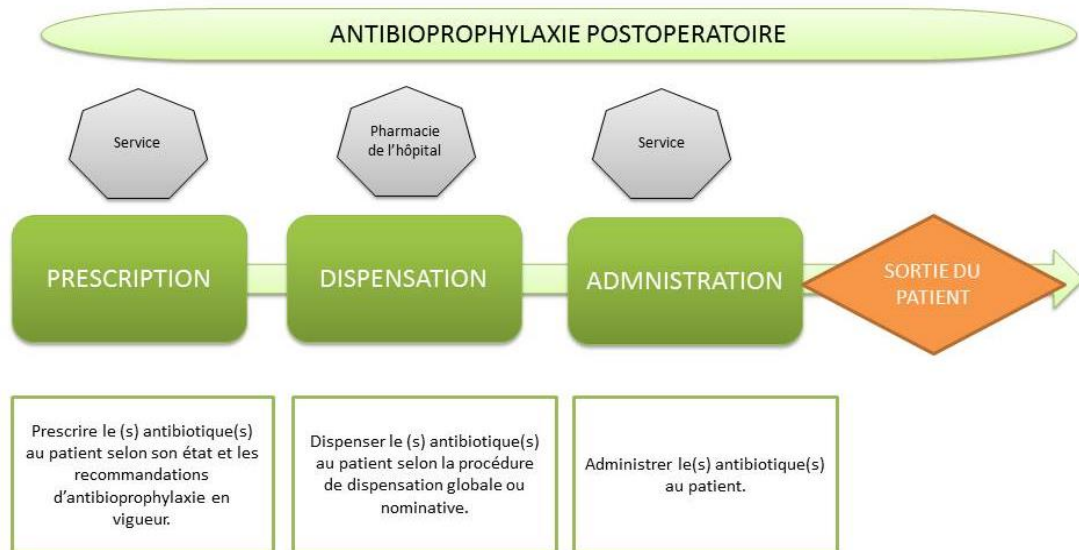 ANTIBIOPROPHYLAXIE POSTOPERATOIRE
Service
Pharmacie
de l'hôpital
Service
PRESCRIPTION
DISPENSATION
ADMNISTRATION
SORTIE DU
PATIENT
Prescrire le (s) antibiotique(s)
au patient selon son état et les
recommandations
d'antibioprophylaxie en
vigueur.
Dispenser le (s) antibiotique(s)
au patient selon la procédure
de dispensation globale ou
nominative.
Administrer le(s) antibiotique(s)
au patient.